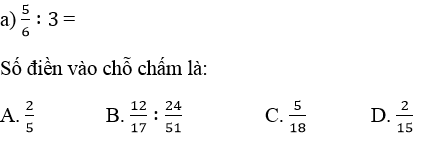 a) 5/6 : 3 =
Số điền vào chỗ chấm là:
A. 2/5 B. 12/17 : 24/51 C. 5/18 D. 2/15